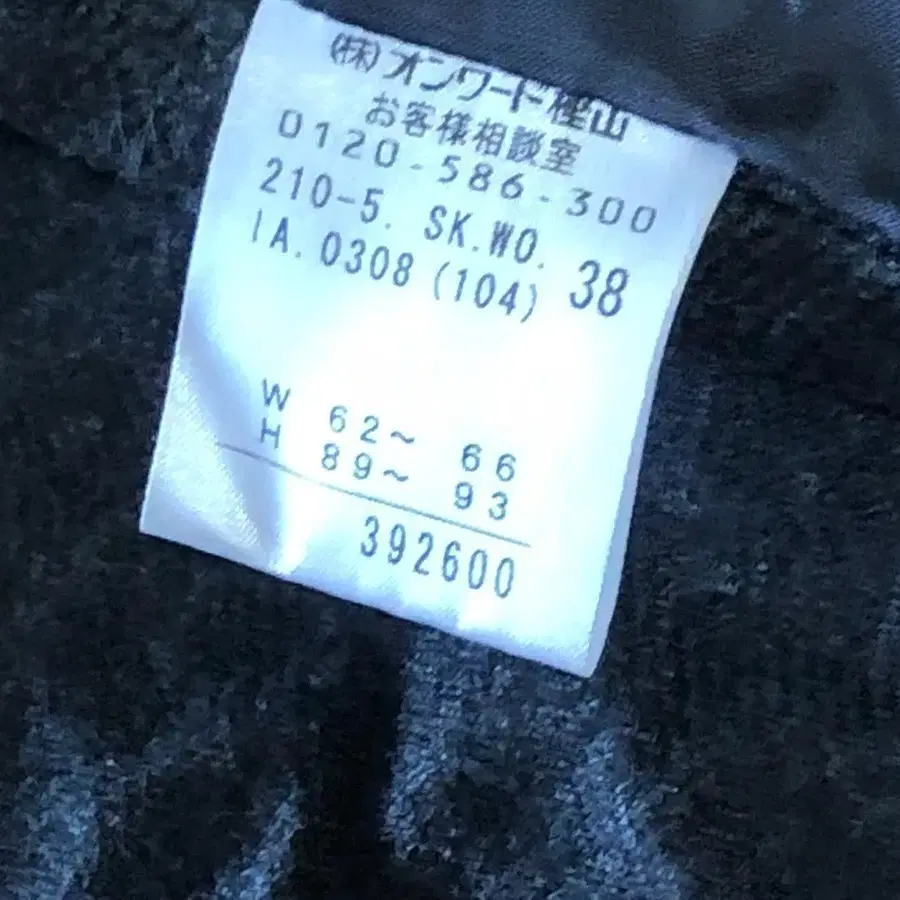 (株)オンワード樫山
お客様相談室
0120-586-300
210-5. SK.WO. 38
IA.0308 (104)
W 62~ 66
H 89~ 93
392600